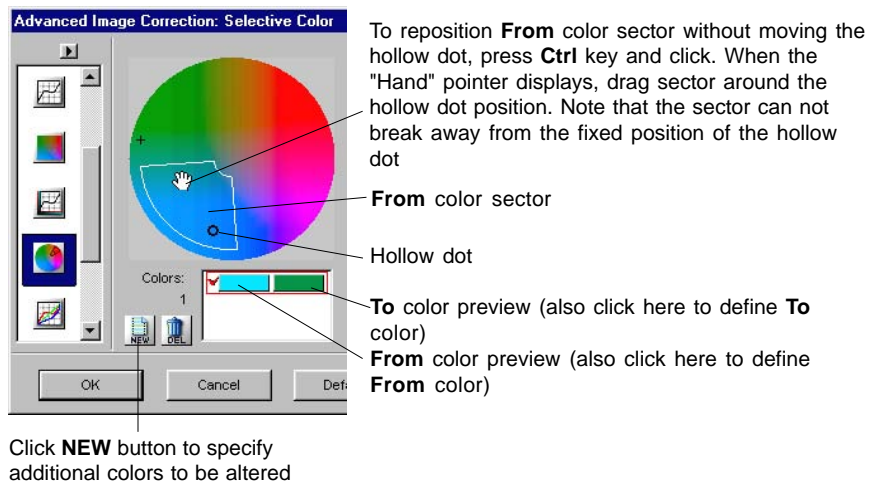 Advanced Image Correction: Selective Color
To reposition From color sector without moving the
hollow dot, press Ctrl key and click. When the
"Hand" pointer displays, drag sector around the
hollow dot position. Note that the sector can not
break away from the fixed position of the hollow
dot
From color sector
Hollow dot
Colors:
1
NEW
DEL
To color preview (also click here to define To
color)
From color preview (also click here to define
From color)
OK
Cancel
Defa
Click NEW button to specify
additional colors to be altered